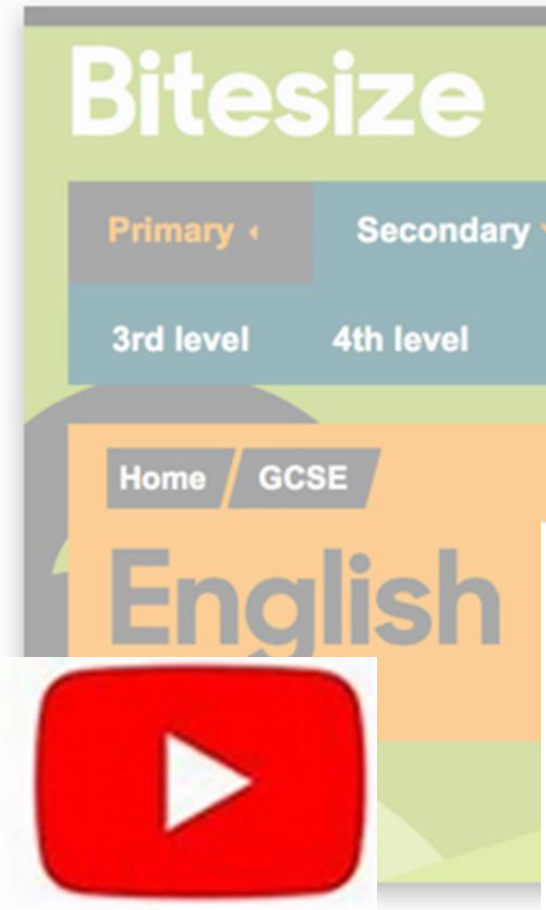 Bitesize
Primary Secondary
3rd level 4th level
Home GCSE
English